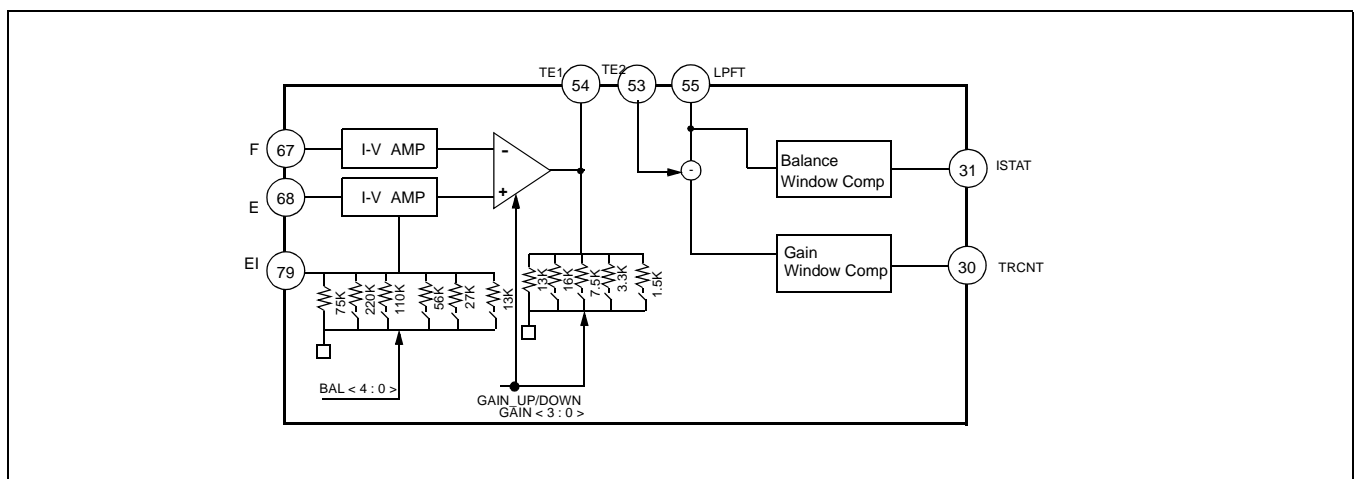 TE1
TE2
LPFT
54
53
55
F
67
I-V AMP
-
E
68
I-V AMP
+
-
Balance
Window Comp
31
ISTAT
EI
79
75K
220K
110K
56K
27K
13K
13K
16K
7.5K
3.3K
1.5K
Gain
Window Comp
30
TRCNT
BAL < 4 : 0 >
GAIN_UP/DOWN
GAIN < 3 : 0 >